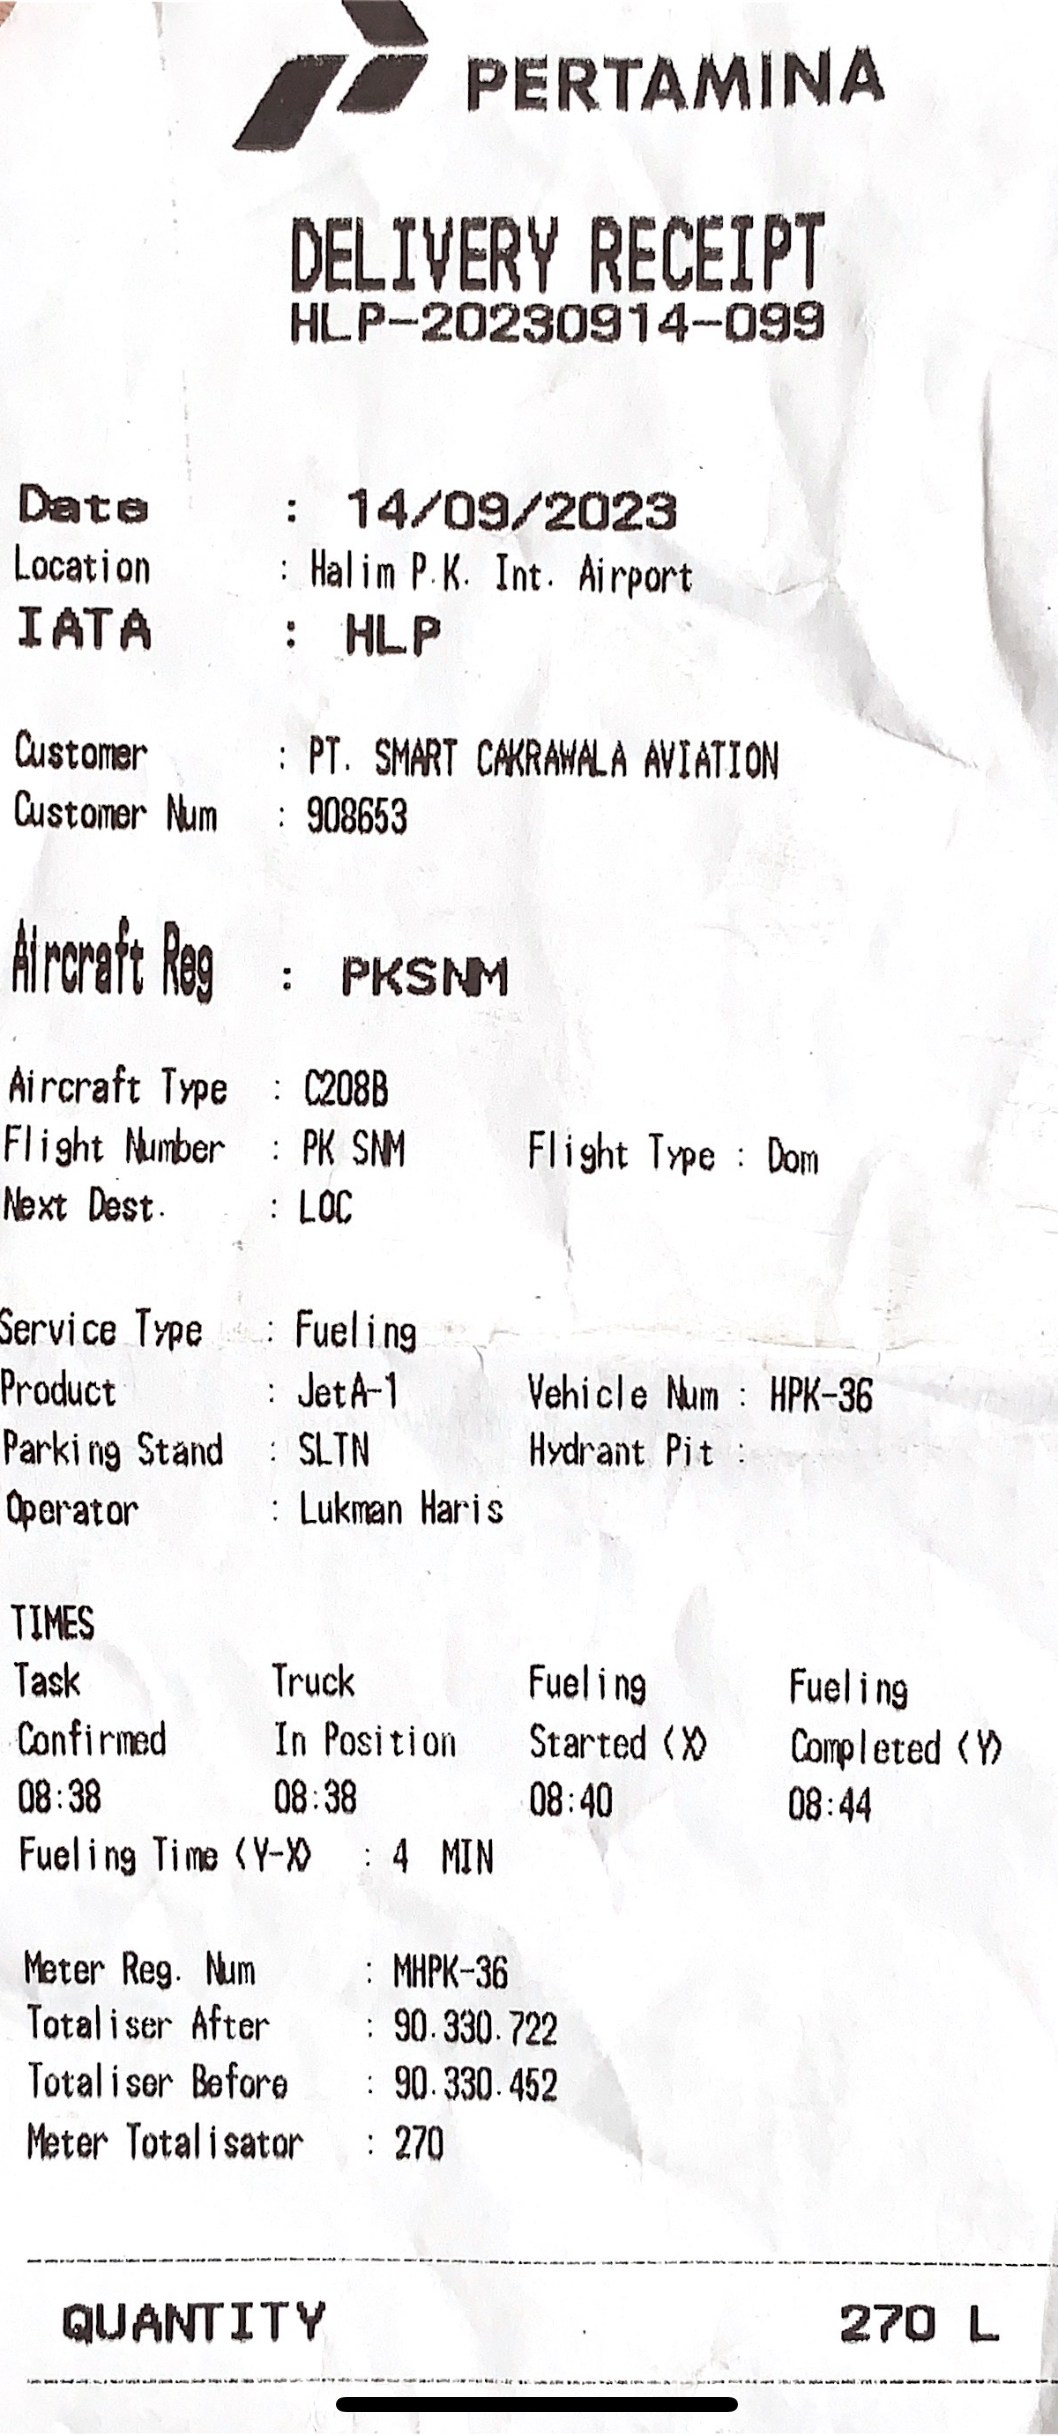 PERTAMINA
DELIVERY RECEIPT
HLP-20230914-099
Date : 14/09/2023
Location : Halim P.K. Int. Airport
IATA : HLP
Customer : PT. SMART CAKRAWALA AVIATION
Customer Num : 908653
Aircraft Reg : PKSNM
Aircraft Type : C208B
Flight Number : PK SNM Flight Type : Dom
Next Dest. : LOC
Service Type : Fueling
Product : JetA-1 Vehicle Num : HPK-36
Parking Stand : SLTN Hydrant Pit :
Operator : Lukman Haris
TIMES
Task Truck Fueling Fueling
Confirmed In Position Started (X) Completed (Y)
08:38 08:38 08:40 08:44
Fueling Time (Y-X) : 4 MIN
Meter Reg. Num : MHPK-36
Totaliser After : 90.330.722
Totaliser Before : 90.330.452
Meter Totalisator : 270
QUANTITY 270 L